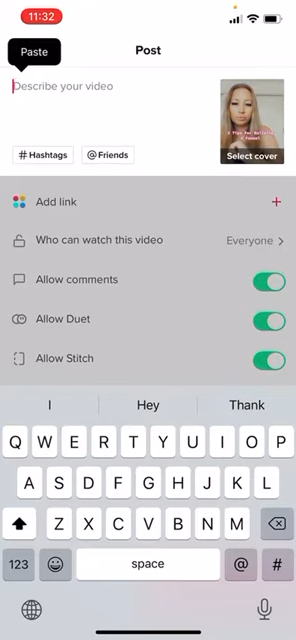 11:32
Paste
Post
Describe your video
# Hashtags
@ Friends
Select cover
Add link
Who can watch this video
Everyone
Allow comments
Allow Duet
Allow Stitch
I
Hey
Thank
Q W E R T Y U I O P
A S D F G H J K L
Z X C V B N M
123
space
@
#